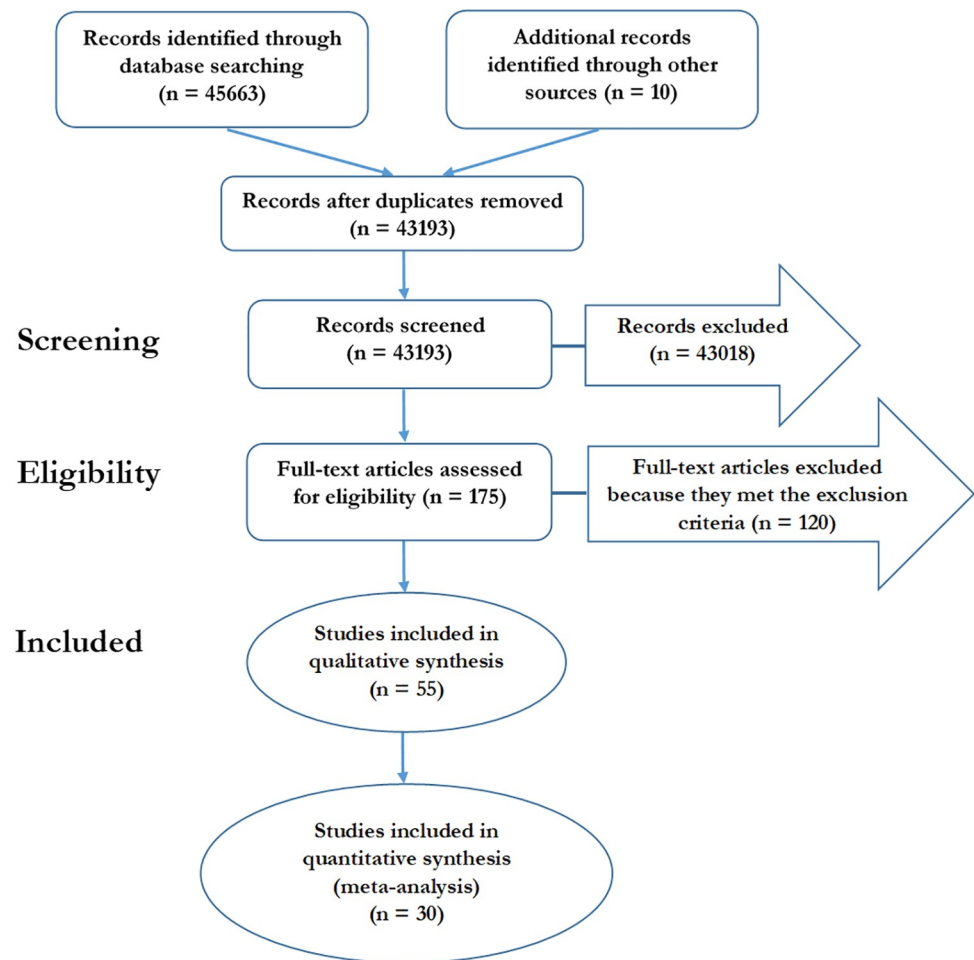 Records identified through
database searching
(n = 45663)
Additional records
identified through other
sources (n = 10)
Records after duplicates removed
(n = 43193)
Screening
Records screened
(n = 43193)
Records excluded
(n = 43018)
Eligibility
Full-text articles assessed
for eligibility (n = 175)
Full-text articles excluded
because they met the exclusion
criteria (n = 120)
Included
Studies included in
qualitative synthesis
(n = 55)
Studies included in
quantitative synthesis
(meta-analysis)
(n = 30)